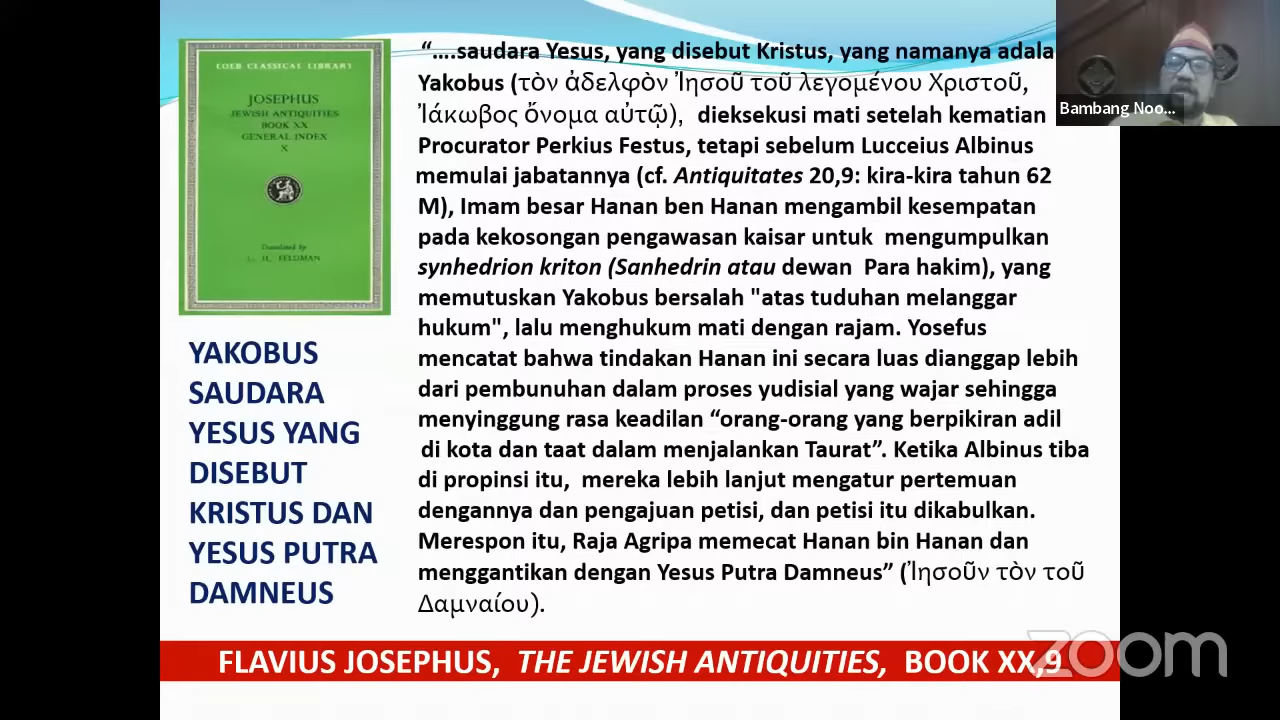 LOEB CLASSICAL LIBRARY
JOSEPHUS
JEWISH ANTIQUITIES
BOOK XX
GENERAL INDEX
X
Translated by
L. H. FELDMAN
YAKOBUS
SAUDARA
YESUS YANG
DISEBUT
KRISTUS DAN
YESUS PUTRA
DAMNEUS
“....saudara Yesus, yang disebut Kristus, yang namanya adala
Yakobus (τὸν ἀδελφὸν Ἰησοῦ τοῦ λεγομένου Χριστοῦ,
Ἰάκωβος ὄνομα αὐτῷ), dieksekusi mati setelah kematian
Procurator Perkius Festus, tetapi sebelum Lucceius Albinus
memulai jabatannya (cf. Antiquitates 20,9: kira-kira tahun 62
M), Imam besar Hanan ben Hanan mengambil kesempatan
pada kekosongan pengawasan kaisar untuk mengumpulkan
synhedrion kriton (Sanhedrin atau dewan Para hakim), yang
memutuskan Yakobus bersalah "atas tuduhan melanggar
hukum", lalu menghukum mati dengan rajam. Yosefus
mencatat bahwa tindakan Hanan ini secara luas dianggap lebih
dari pembunuhan dalam proses yudisial yang wajar sehingga
menyinggung rasa keadilan “orang-orang yang berpikiran adil
di kota dan taat dalam menjalankan Taurat”. Ketika Albinus tiba
di propinsi itu, mereka lebih lanjut mengatur pertemuan
dengannya dan pengajuan petisi, dan petisi itu dikabulkan.
Merespon itu, Raja Agripa memecat Hanan bin Hanan dan
menggantikan dengan Yesus Putra Damneus” (Ἰησοῦν τὸν τοῦ
Δαμναίου).
FLAVIUS JOSEPHUS, THE JEWISH ANTIQUITIES, BOOK XX,9
Bambang Noo...
zoom